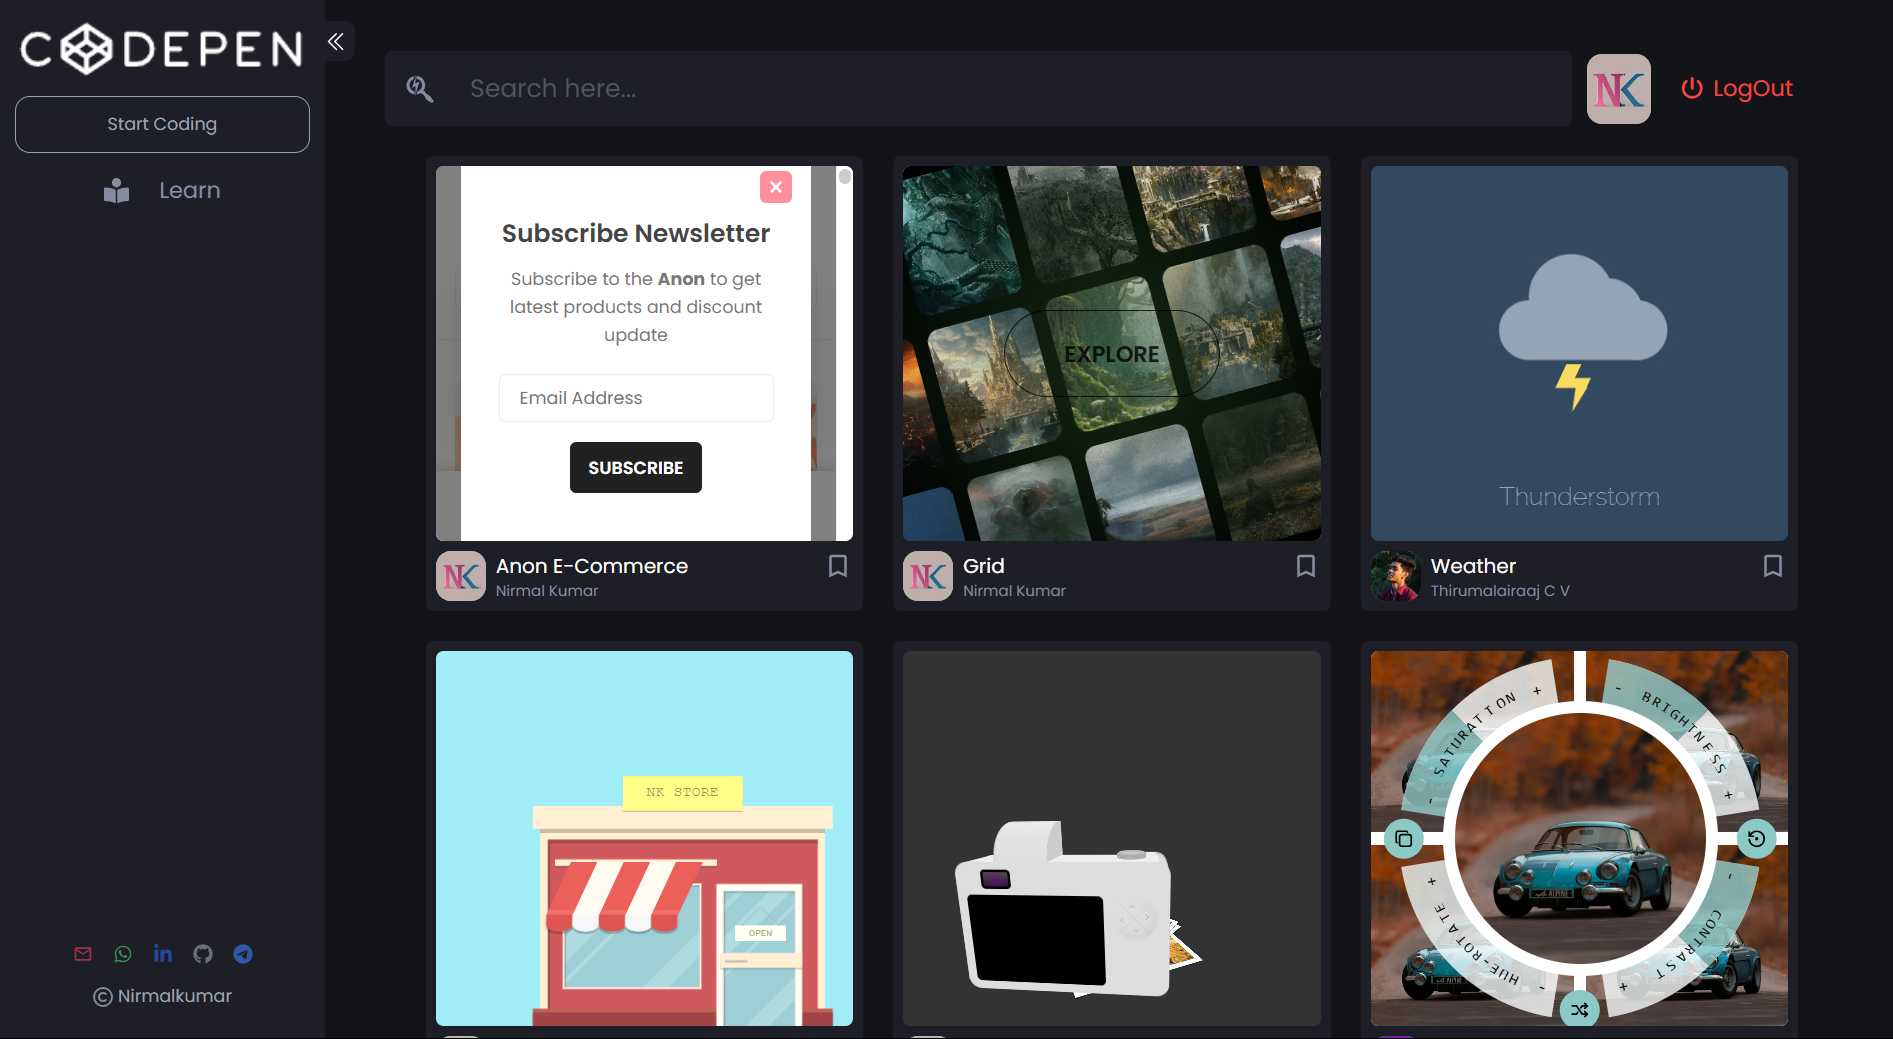 CODEPEN
Start Coding
Learn
Search here...
NK
LogOut
Subscribe Newsletter
Subscribe to the Anon to get
latest products and discount
update
Email Address
SUBSCRIBE
NK
Anon E-Commerce
Nirmal Kumar
EXPLORE
NK
Grid
Nirmal Kumar
Thunderstorm
Weather
Thirumalairaaj C V
NK STORE
OPEN
- SATURATION +
- BRIGHTNESS +
- HUE-ROTATE +
- CONTRAST +
ALPINE
in
© Nirmalkumar